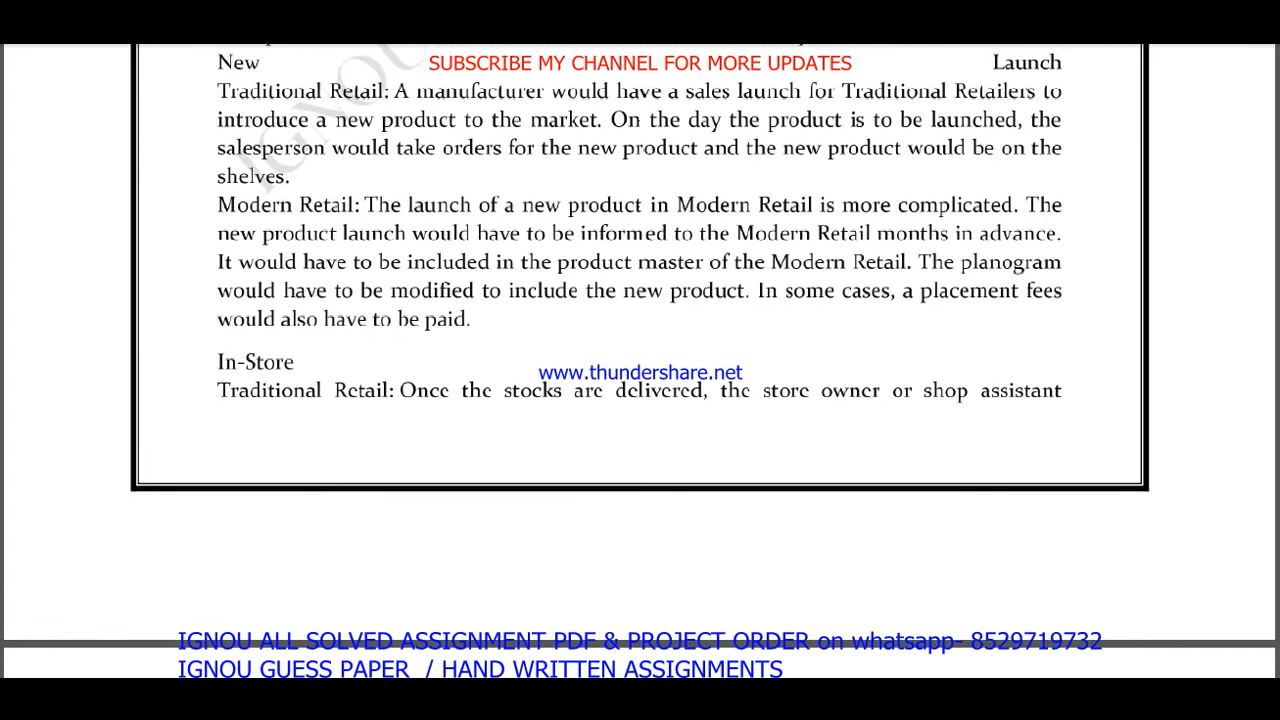 New SUBSCRIBE MY CHANNEL FOR MORE UPDATES Launch
Traditional Retail: A manufacturer would have a sales launch for Traditional Retailers to
introduce a new product to the market. On the day the product is to be launched, the
salesperson would take orders for the new product and the new product would be on the
shelves.
Modern Retail: The launch of a new product in Modern Retail is more complicated. The
new product launch would have to be informed to the Modern Retail months in advance.
It would have to be included in the product master of the Modern Retail. The planogram
would have to be modified to include the new product. In some cases, a placement fees
would also have to be paid.
In-Store
www.thundershare.net
Traditional Retail: Once the stocks are delivered, the store owner or shop assistant
IGNOU ALL SOLVED ASSIGNMENT PDF & PROJECT ORDER on whatsapp- 8529719732
IGNOU GUESS PAPER / HAND WRITTEN ASSIGNMENTS
IGNOU